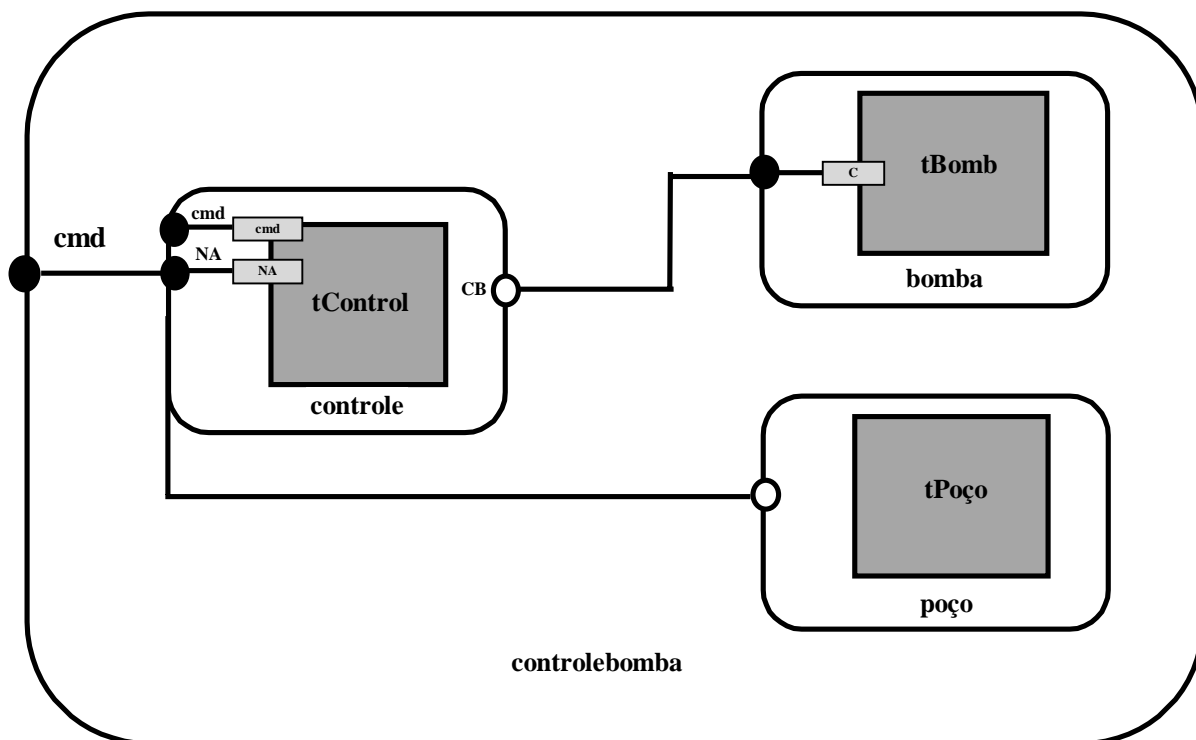 tBomb
C
bomba
cmd
cmd
cmd
NA
NA
tControl
CB
controle
tPoço
poço
controlebomba